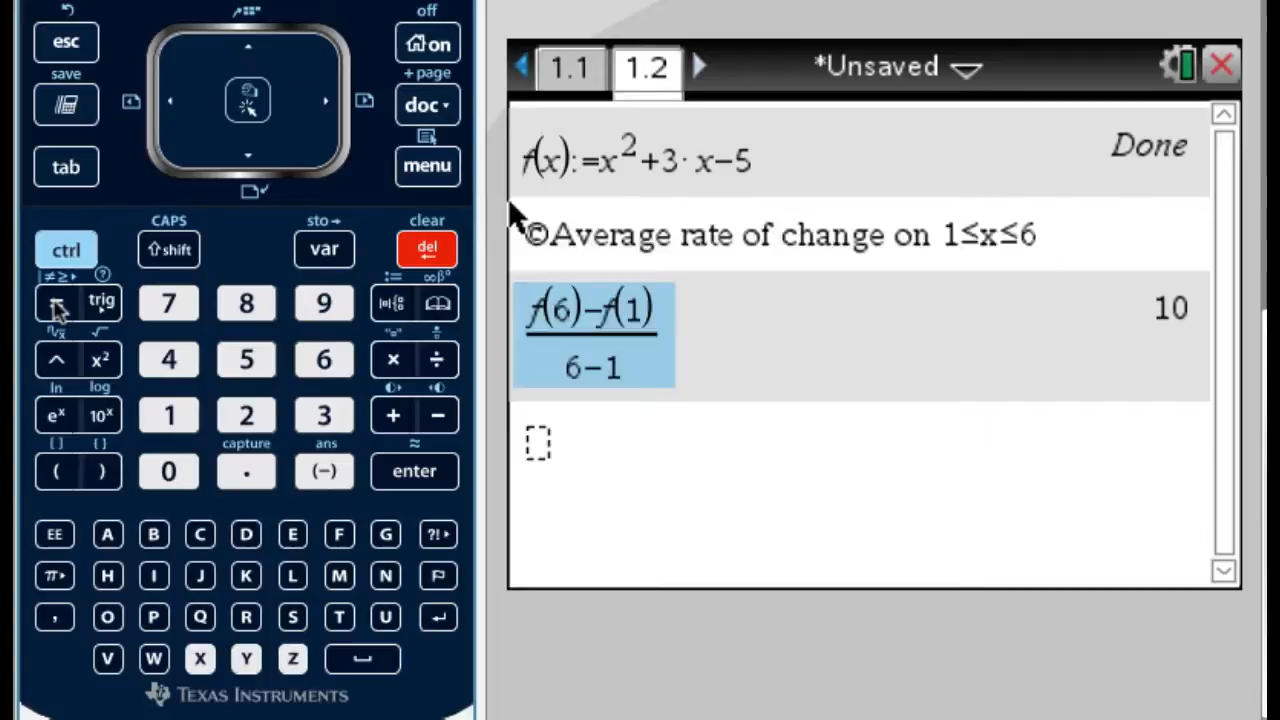 off
esc
on
save
+ page
doc
tab
menu
CAPS
sto→
clear
ctrl
⇧shift
var
del
|≠≥▸ ? := ∞β°
= trig 7 8 9
ⁿ√x √ "≈" ÷
^ x² 4 5 6 × ÷
ln log
eˣ 10ˣ 1 2 3 + −
[ ] { } capture ans ≈
( ) 0 . (−) enter
EE A B C D E F G ?!▸
π▸ H I J K L M N
, O P Q R S T U ↵
V W X Y Z
TEXAS INSTRUMENTS
1.1 1.2 *Unsaved
f(x):=x²+3·x−5 Done
©Average rate of change on 1≤x≤6
f(6)−f(1)
6−1
10